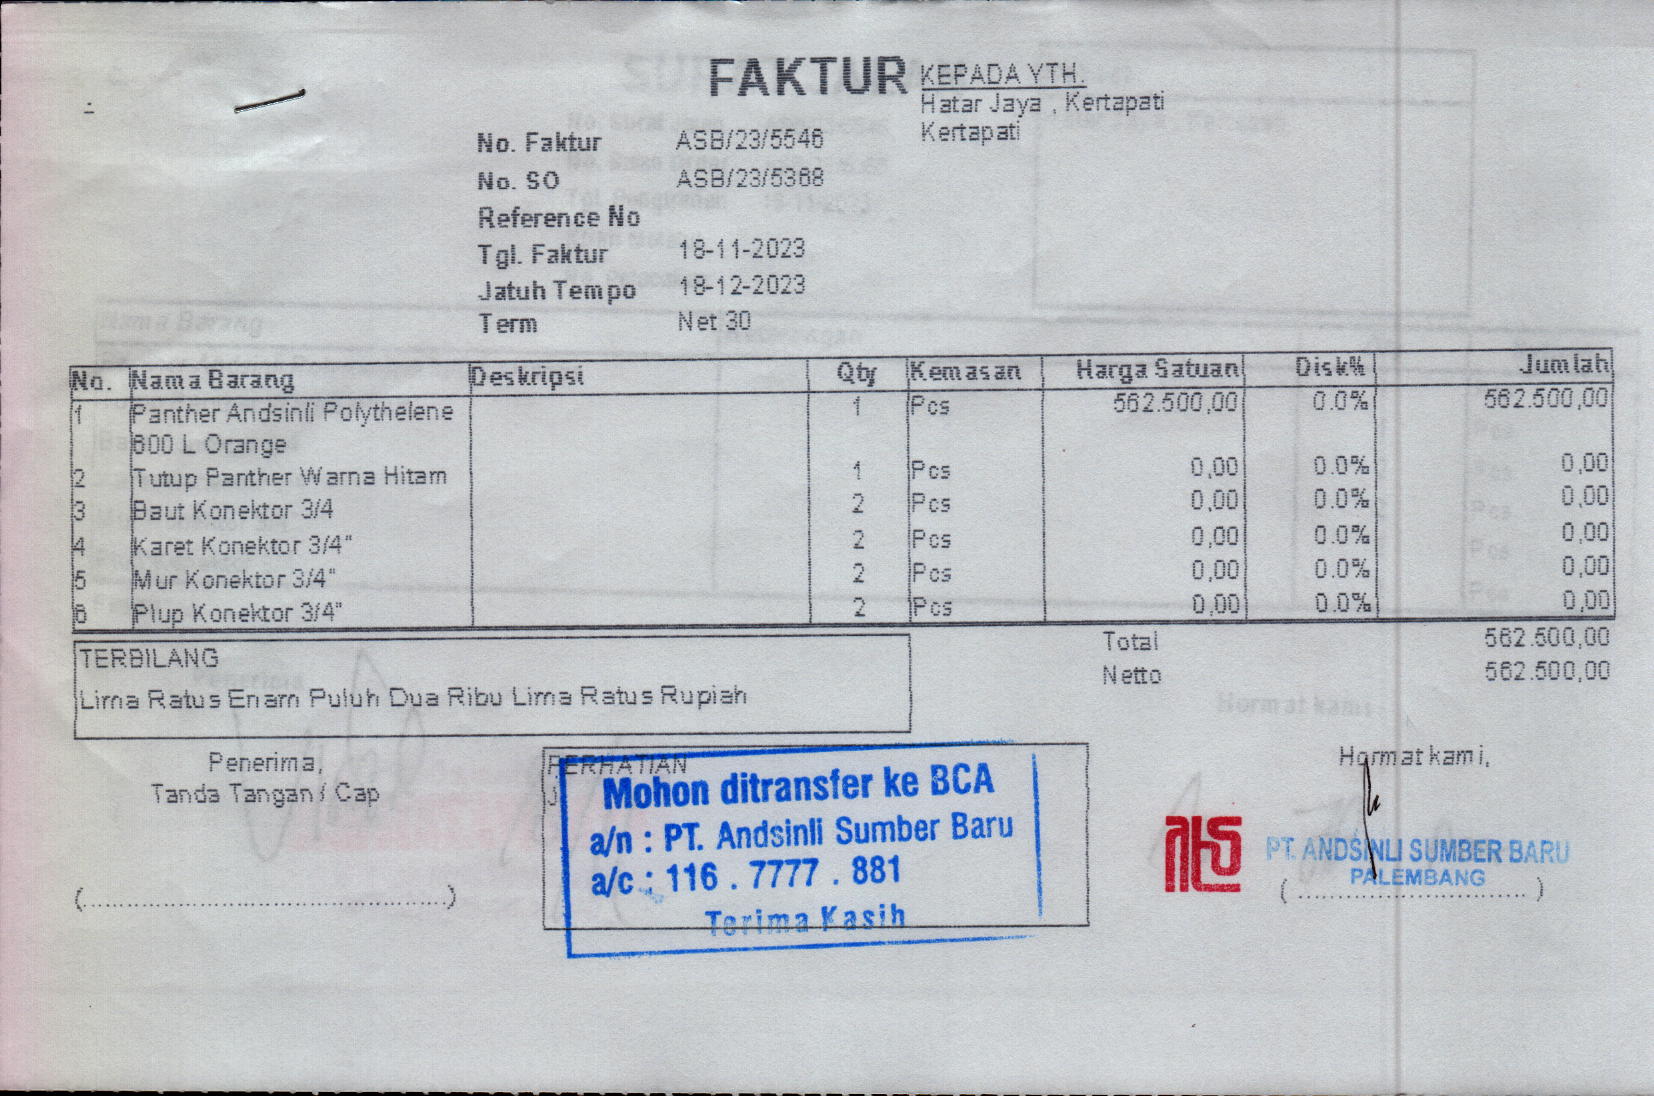 FAKTUR
KEPADA YTH.
Hatar Jaya , Kertapati
Kertapati
No. Faktur ASB/23/5546
No. SO ASB/23/5368
Reference No
Tgl. Faktur 18-11-2023
Jatuh Tempo 18-12-2023
Term Net 30
No. Nama Barang Deskripsi Qty Kemasan Harga Satuan Disk% Jumlah
1 Panther Andsinli Polythelene 1 Pcs 562.500,00 0.0% 562.500,00
600 L Orange
2 Tutup Panther Warna Hitam 1 Pcs 0,00 0.0% 0,00
3 Baut Konektor 3/4 2 Pcs 0,00 0.0% 0,00
4 Karet Konektor 3/4" 2 Pcs 0,00 0.0% 0,00
5 Mur Konektor 3/4" 2 Pcs 0,00 0.0% 0,00
6 Plup Konektor 3/4" 2 Pcs 0,00 0.0% 0,00
Total 562.500,00
Netto 562.500,00
TERBILANG
Lima Ratus Enam Puluh Dua Ribu Lima Ratus Rupiah
Penerima,
Tanda Tangan / Cap
(..................................................)
PERHATIAN
Mohon ditransfer ke BCA
a/n : PT. Andsinli Sumber Baru
a/c : 116 . 7777 . 881
Terima Kasih
Hormat kami,
PT. ANDSINLI SUMBER BARU
PALEMBANG
(..............................)